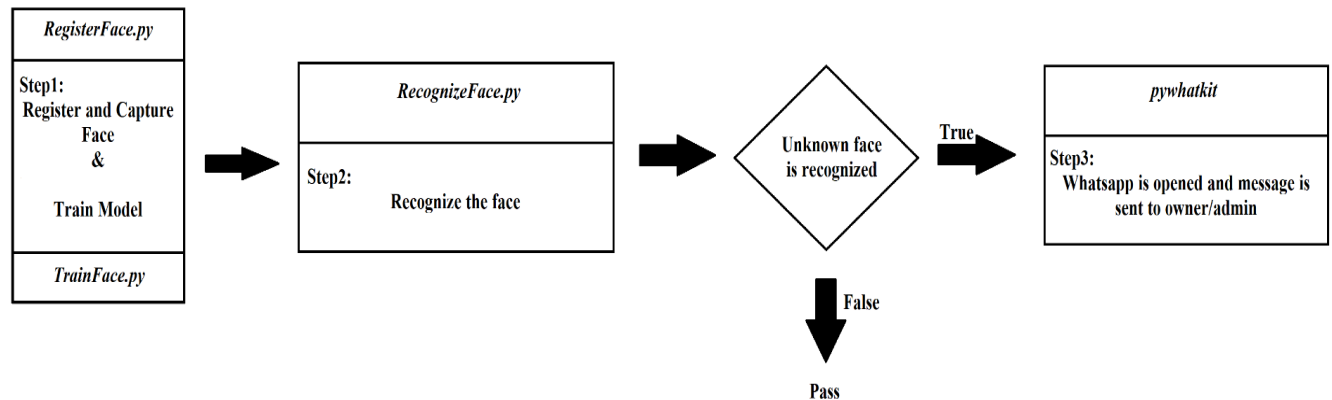 RegisterFace.py
Step1:
Register and Capture
Face
&
Train Model
TrainFace.py
RecognizeFace.py
Step2:
Recognize the face
Unknown face
is recognized
True
False
Pass
pywhatkit
Step3:
Whatsapp is opened and message is
sent to owner/admin